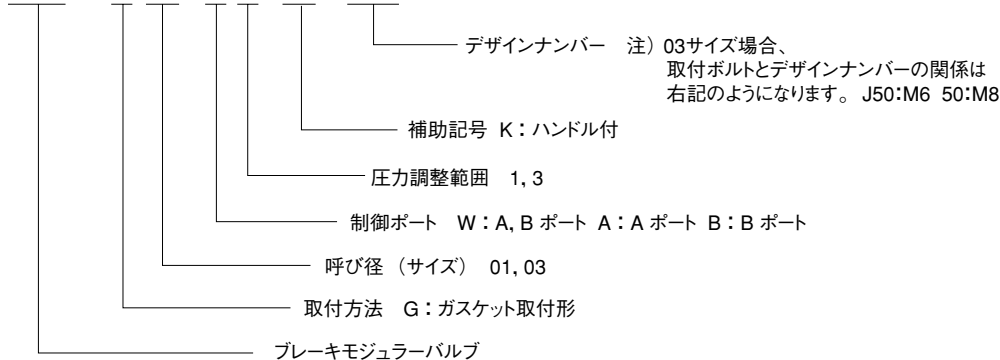 デザインナンバー 注) 03サイズ場合、
取付ボルトとデザインナンバーの関係は
右記のようになります。 J50:M6 50:M8
補助記号 K:ハンドル付
圧力調整範囲 1, 3
制御ポート W:A, B ポート A:A ポート B:B ポート
呼び径 (サイズ) 01, 03
取付方法 G:ガスケット取付形
ブレーキモジュラーバルブ